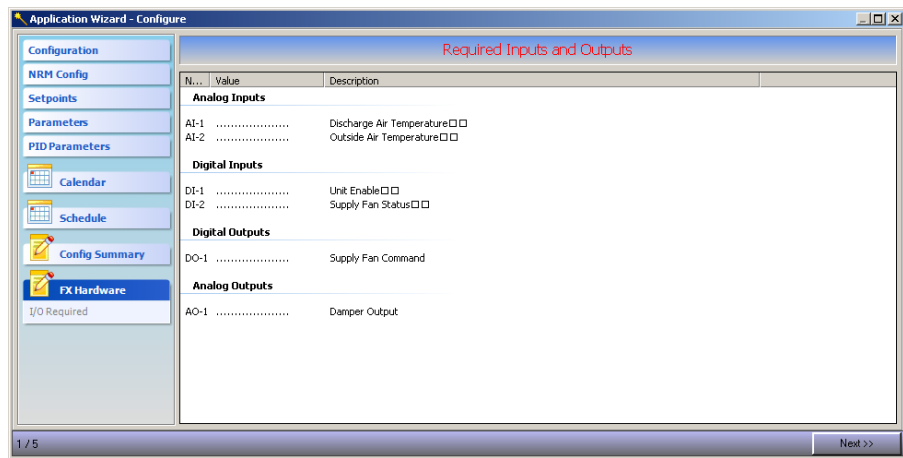 Application Wizard - Configure
Configuration
NRM Config
Setpoints
Parameters
PID Parameters
Calendar
Schedule
Config Summary
FX Hardware
I/O Required
Required Inputs and Outputs
N... Value Description
Analog Inputs
AI-1 .................... Discharge Air Temperature□□
AI-2 .................... Outside Air Temperature□□
Digital Inputs
DI-1 .................... Unit Enable□□
DI-2 .................... Supply Fan Status□□
Digital Outputs
DO-1 .................... Supply Fan Command
Analog Outputs
AO-1 .................... Damper Output
1 / 5
Next >>